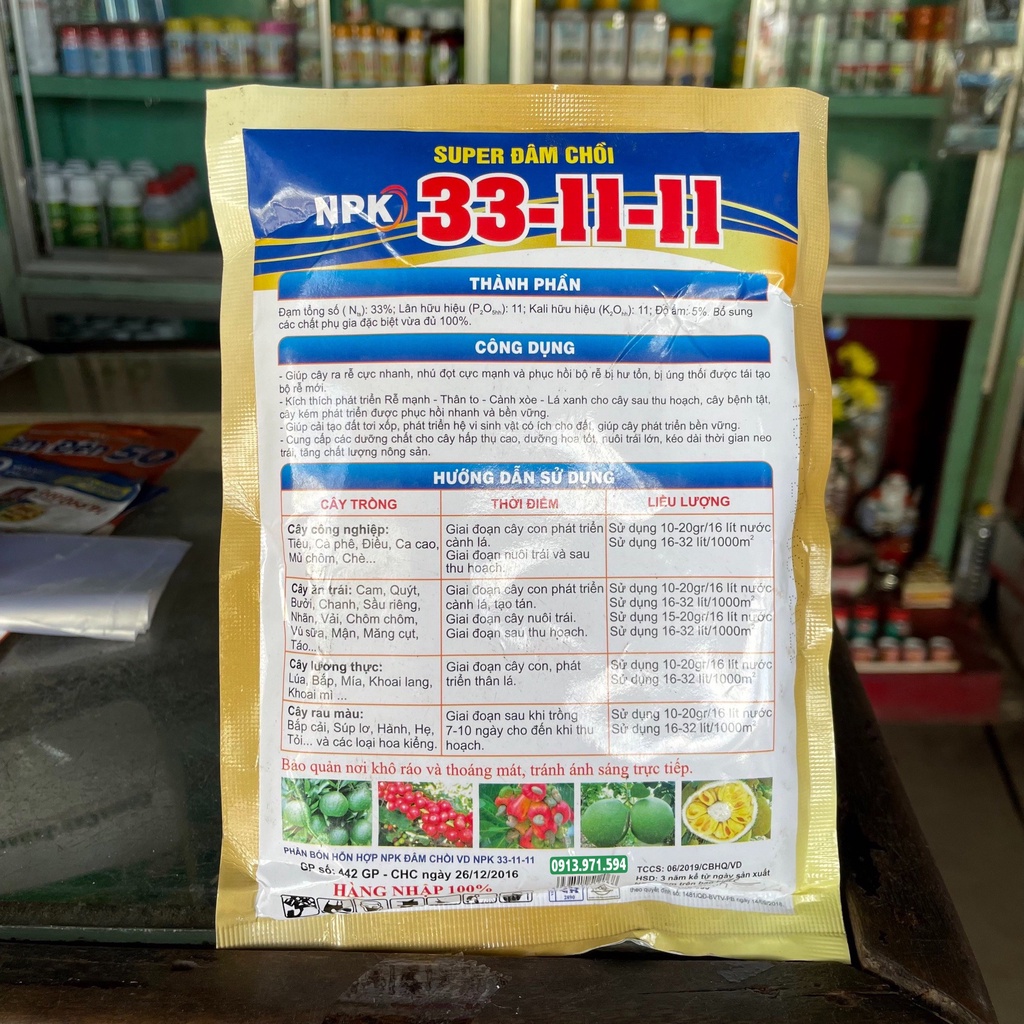 SUPER ĐÂM CHỒI
NPK 33-11-11
THÀNH PHẦN
Đạm tổng số ( Nts): 33%; Lân hữu hiệu (P2O5hh): 11; Kali hữu hiệu (K2Ohh): 11; Độ ẩm: 5%. Bổ sung
các chất phụ gia đặc biệt vừa đủ 100%.
CÔNG DỤNG
- Giúp cây ra rễ cực nhanh, nhú đọt cực mạnh và phục hồi bộ rễ bị hư tổn, bị úng thối được tái tạo
bộ rễ mới.
- Kích thích phát triển Rễ mạnh - Thân to - Cành xòe - Lá xanh cho cây sau thu hoạch, cây bệnh tật,
cây kém phát triển được phục hồi nhanh và bền vững.
- Giúp cải tạo đất tơi xốp, phát triển hệ vi sinh vật có ích cho đất, giúp cây phát triển bền vững.
- Cung cấp các dưỡng chất cho cây hấp thụ cao, dưỡng hoa tốt, nuôi trái lớn, kéo dài thời gian neo
trái, tăng chất lượng nông sản.
HƯỚNG DẪN SỬ DỤNG
CÂY TRỒNG THỜI ĐIỂM LIỀU LƯỢNG
Cây công nghiệp:
Tiêu, Cà phê, Điều, Ca cao,
Mủ chôm, Chè...
Giai đoạn cây con phát triển
cành lá.
Giai đoạn nuôi trái và sau
thu hoạch.
Sử dụng 10-20gr/16 lít nước
Sử dụng 16-32 lít/1000m²
Cây ăn trái: Cam, Quýt,
Bưởi, Chanh, Sầu riêng,
Nhãn, Vải, Chôm chôm,
Vú sữa, Mận, Măng cụt,
Táo...
Giai đoạn cây con phát triển
cành lá, tạo tán.
Giai đoạn cây nuôi trái.
Giai đoạn sau thu hoạch.
Sử dụng 10-20gr/16 lít nước
Sử dụng 16-32 lít/1000m²
Sử dụng 15-20gr/16 lít nước
Sử dụng 16-32 lít/1000m²
Cây lương thực:
Lúa, Bắp, Mía, Khoai lang,
Khoai mì ...
Giai đoạn cây con, phát
triển thân lá.
Sử dụng 10-20gr/16 lít nước
Sử dụng 16-32 lít/1000m²
Cây rau màu:
Bắp cải, Súp lơ, Hành, Hẹ,
Tỏi... và các loại hoa kiểng.
Giai đoạn sau khi trồng
7-10 ngày cho đến khi thu
hoạch.
Sử dụng 10-20gr/16 lít nước
Sử dụng 16-32 lít/1000m²
Bảo quản nơi khô ráo và thoáng mát, tránh ánh sáng trực tiếp.
PHÂN BÓN HỖN HỢP NPK ĐÂM CHỒI VD NPK 33-11-11
GP số: 442 GP - CHC ngày 26/12/2016
HÀNG NHẬP 100%
0913.971.594
TCCS: 06/2019/CBHQ/VD
HSD: 3 năm kể từ ngày sản xuất
theo quyết định số: 1481/QĐ-BVTV-PB ngày 14/09/2018
50